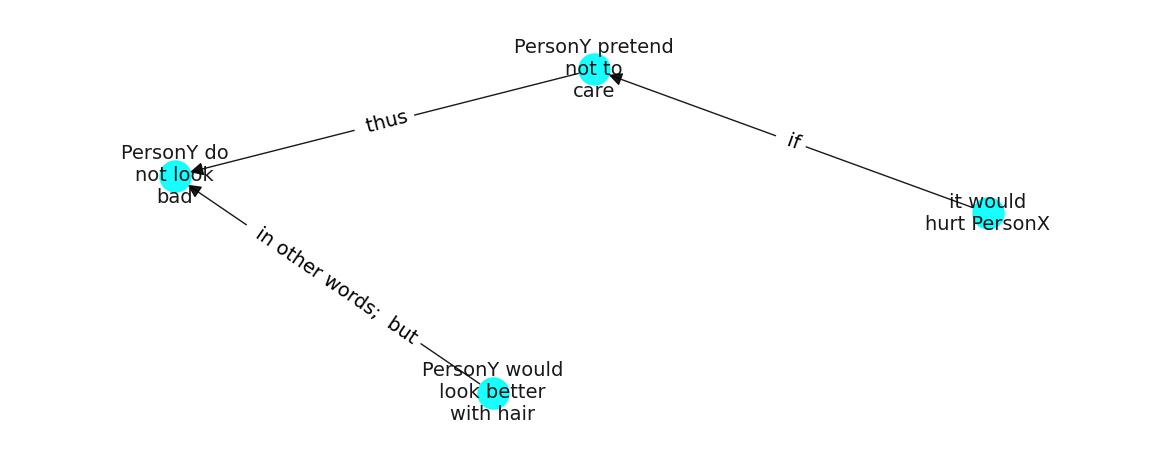 PersonY pretend
not to
care
thus
if
PersonY do
not look
bad
it would
hurt PersonX
in other words;  but
PersonY would
look better
with hair